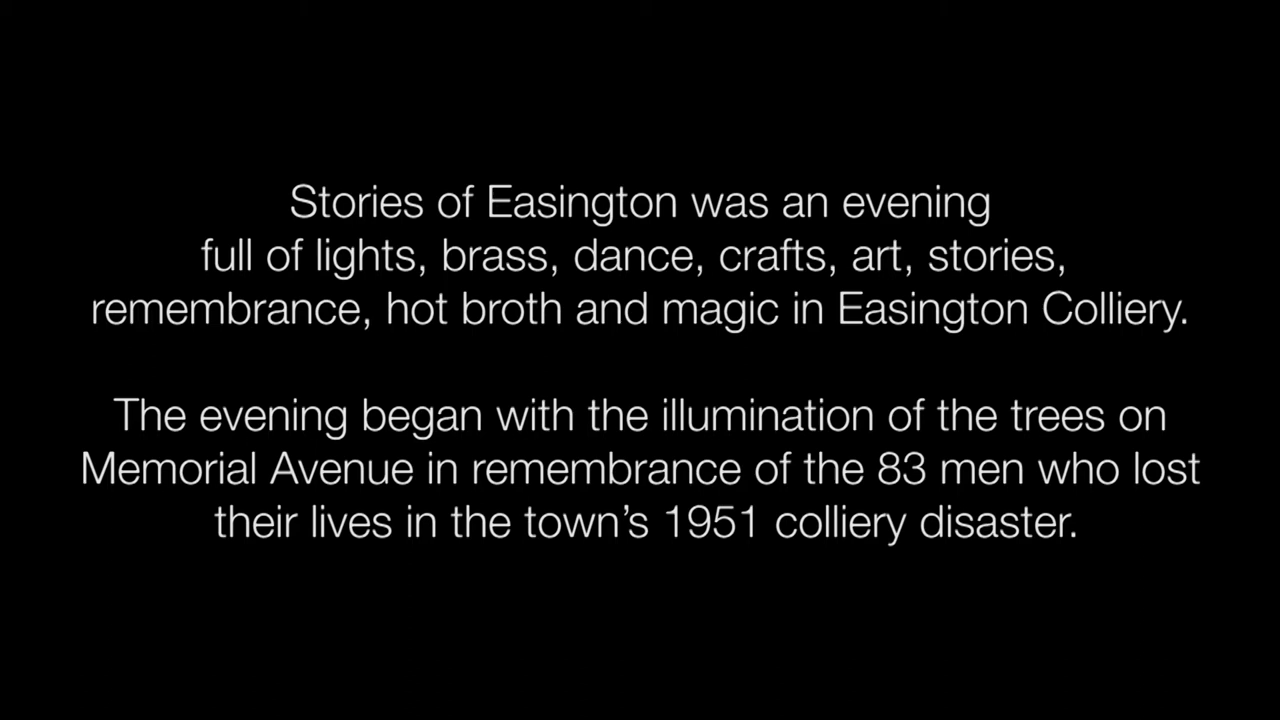 Stories of Easington was an evening
full of lights, brass, dance, crafts, art, stories,
remembrance, hot broth and magic in Easington Colliery.
The evening began with the illumination of the trees on
Memorial Avenue in remembrance of the 83 men who lost
their lives in the town’s 1951 colliery disaster.